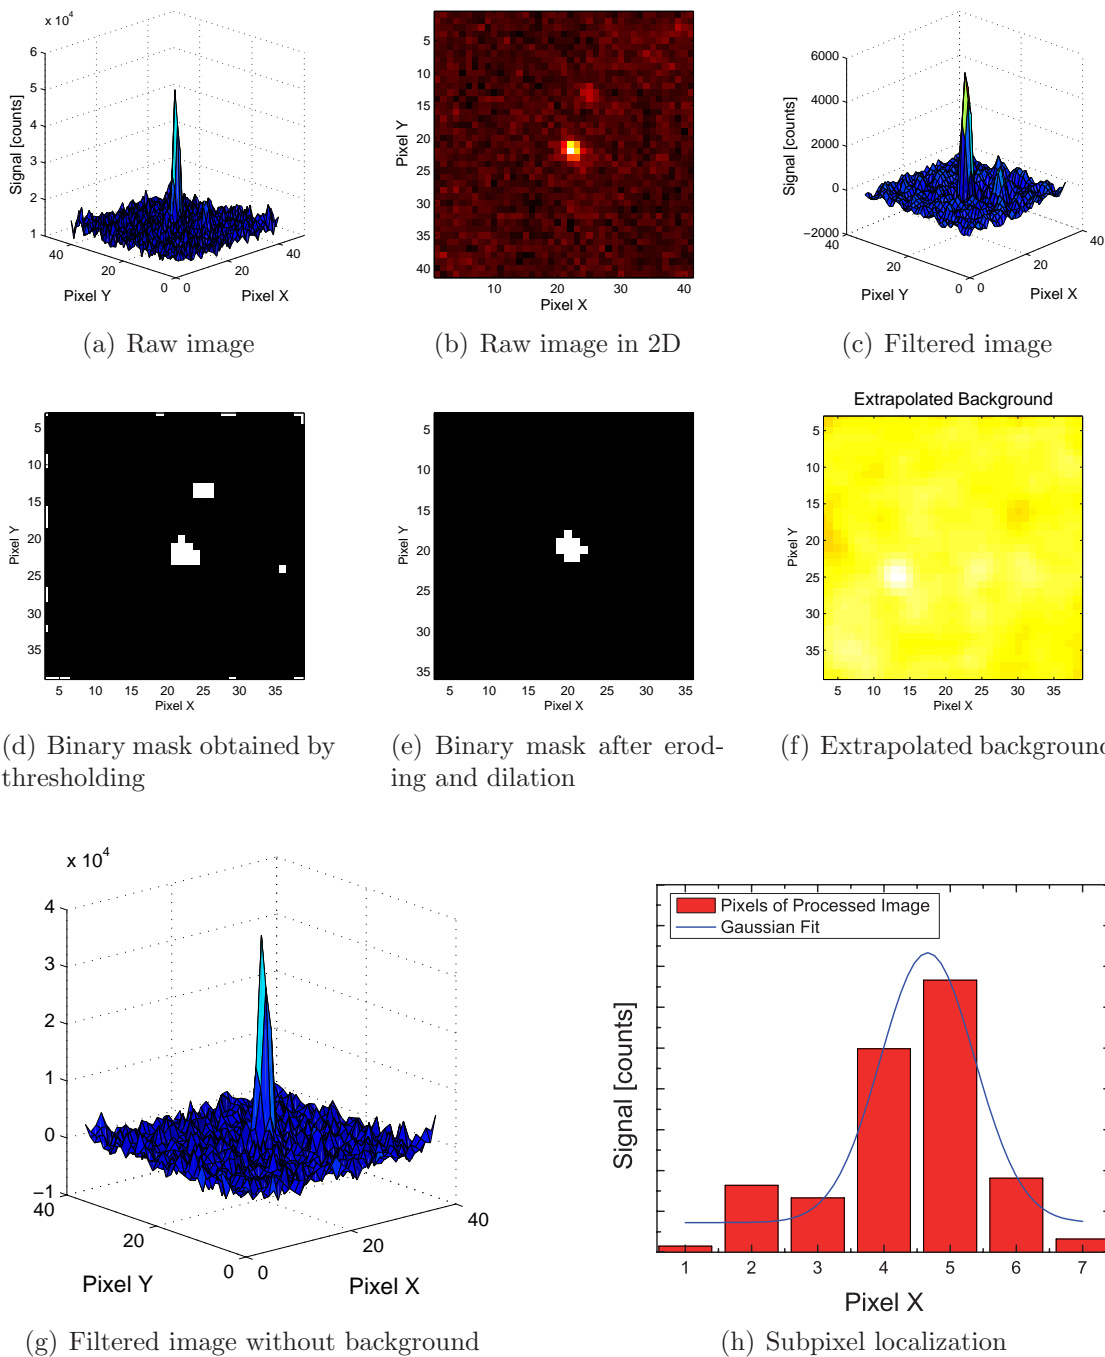 x 10⁴
6
5
4
3
2
1
Signal [counts]
40
20
0
0
20
40
Pixel Y
Pixel X
(a) Raw image
5
10
15
20
25
30
35
40
Pixel Y
10
20
30
40
Pixel X
(b) Raw image in 2D
6000
4000
2000
0
−2000
Signal [counts]
40
20
0
0
20
40
Pixel Y
Pixel X
(c) Filtered image
5
10
15
20
25
30
35
Pixel Y
5 10 15 20 25 30 35
Pixel X
(d) Binary mask obtained by
thresholding
5
10
15
20
25
30
35
Pixel Y
5 10 15 20 25 30 35
Pixel X
(e) Binary mask after erod-
ing and dilation
Extrapolated Background
5
10
15
20
25
30
35
Pixel Y
5 10 15 20 25 30 35
Pixel X
(f) Extrapolated background
x 10⁴
4
3
2
1
0
−1
40
20
0
0
20
40
Pixel Y
Pixel X
(g) Filtered image without background
Pixels of Processed Image
Gaussian Fit
Signal [counts]
1 2 3 4 5 6 7
Pixel X
(h) Subpixel localization